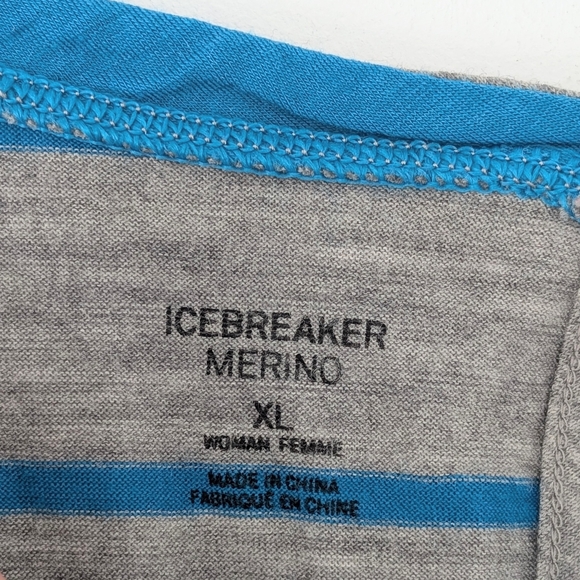 ICEBREAKER
MERINO
XL
WOMAN FEMME
MADE IN CHINA
FABRIQUÉ EN CHINE